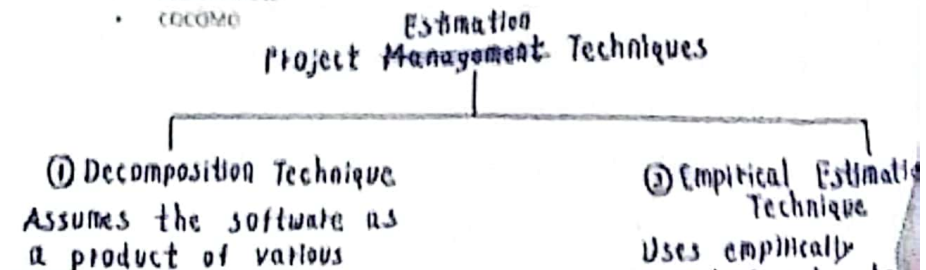 • COCOMO
Estimation
Project Management Techniques
① Decomposition Technique
Assumes the software as
a product of various
② Empirical Estimati
Technique
Uses empirically